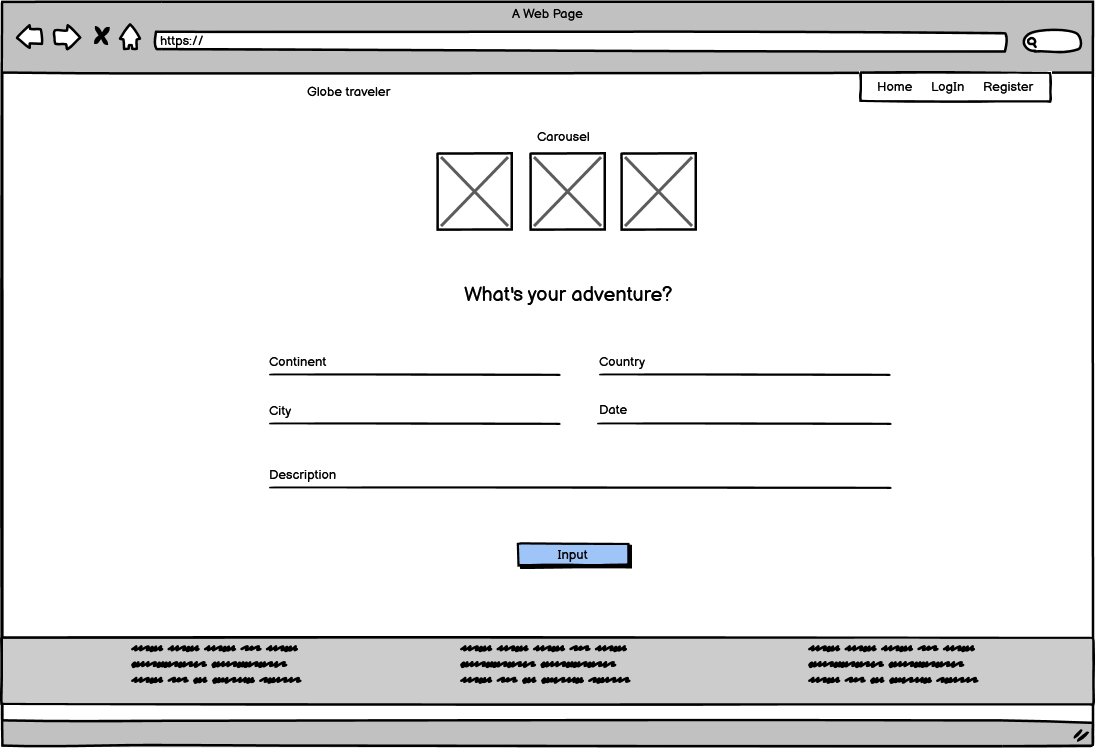 A Web Page
https://
Home LogIn Register
Globe traveler
Carousel
What's your adventure?
Continent Country
City Date
Description
Input